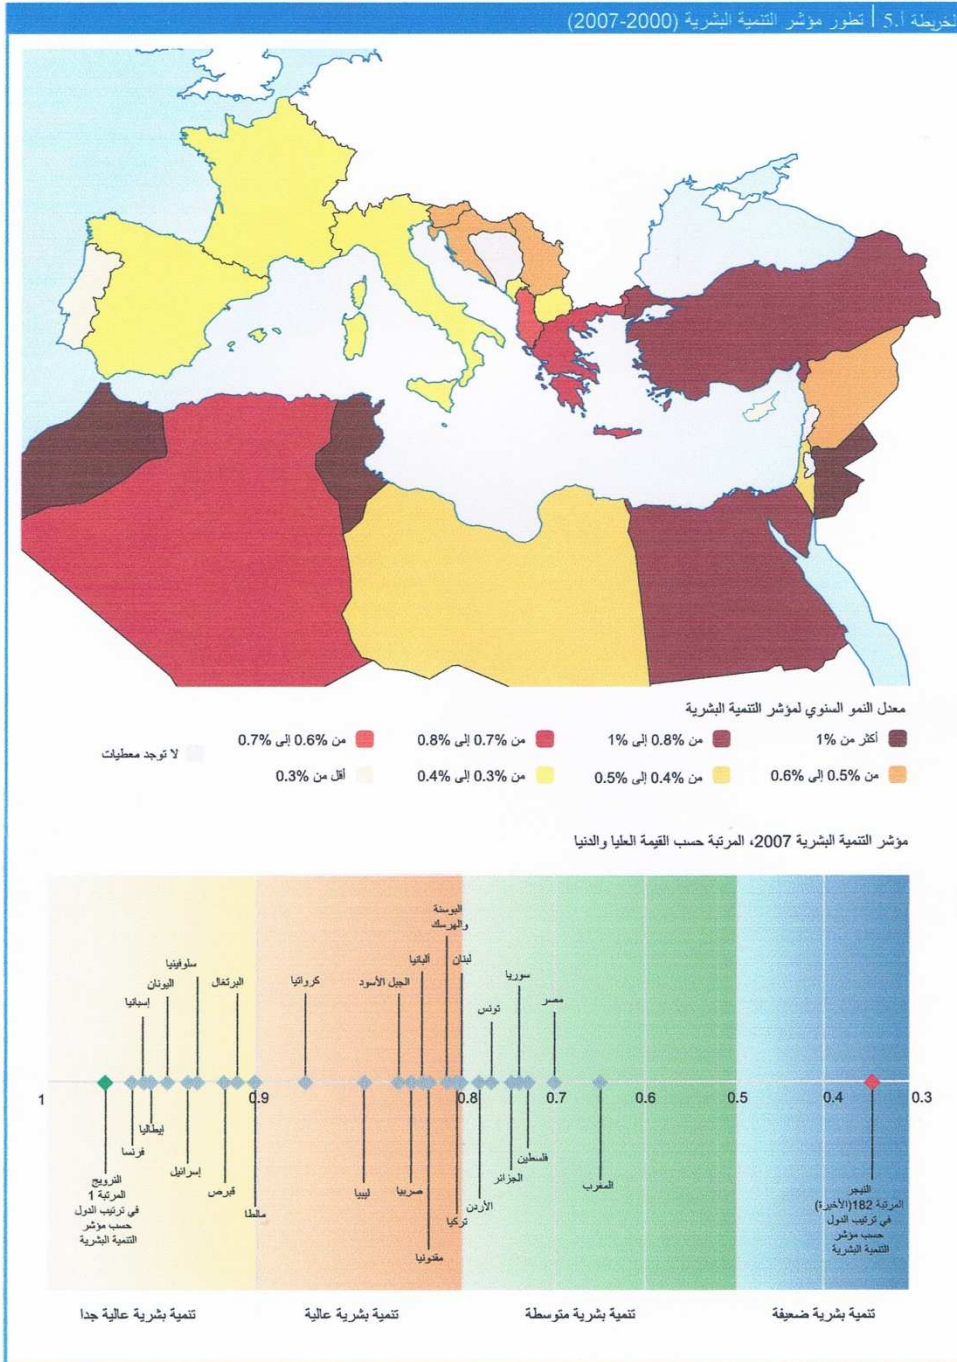 الخريطة أ.5 | تطور مؤشر التنمية البشرية (2000-2007)
معدل النمو السنوي لمؤشر التنمية البشرية
أكثر من 1%
من 0.8% إلى 1%
من 0.7% إلى 0.8%
من 0.6% إلى 0.7%
من 0.5% إلى 0.6%
من 0.4% إلى 0.5%
من 0.3% إلى 0.4%
أقل من 0.3%
لا توجد معطيات
مؤشر التنمية البشرية 2007، المرتبة حسب القيمة العليا والدنيا
البوسنة
والهرسك
سلوفينيا
اليونان
إسبانيا
البرتغال
كرواتيا
الجبل الأسود
ألبانيا
لبنان
تونس
سوريا
مصر
1
0.9
0.8
0.7
0.6
0.5
0.4
0.3
النرويج
المرتبة 1
في ترتيب الدول
حسب مؤشر
التنمية البشرية
فرنسا
إيطاليا
إسرائيل
قبرص
مالطا
ليبيا
صربيا
مقدونيا
تركيا
الأردن
الجزائر
فلسطين
المغرب
النيجر
المرتبة 182(الأخيرة)
في ترتيب الدول
حسب مؤشر
التنمية البشرية
تنمية بشرية عالية جدا
تنمية بشرية عالية
تنمية بشرية متوسطة
تنمية بشرية ضعيفة